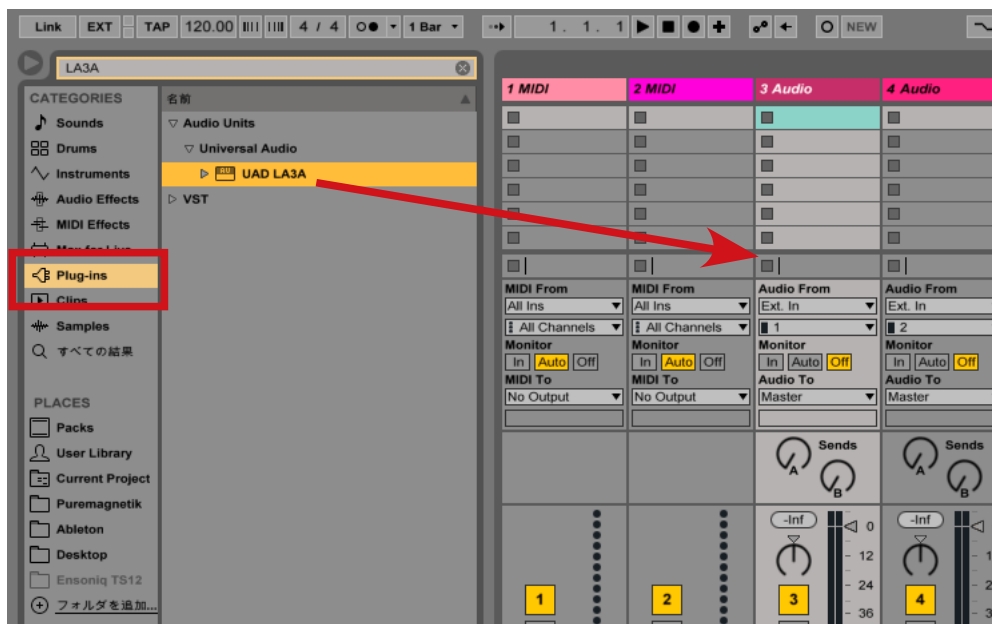 Link EXT TAP 120.00 4 / 4 1 Bar 1. 1. 1 NEW
LA3A
CATEGORIES
Sounds
Drums
Instruments
Audio Effects
MIDI Effects
Max for Live
Plug-ins
Clips
Samples
すべての結果
PLACES
Packs
User Library
Current Project
Puremagnetik
Ableton
Desktop
Ensoniq TS12
フォルダを追加...
名前
Audio Units
Universal Audio
UAD LA3A
VST
1 MIDI 2 MIDI 3 Audio 4 Audio
MIDI From MIDI From Audio From Audio From
All Ins All Ins Ext. In Ext. In
All Channels All Channels 1 2
Monitor Monitor Monitor Monitor
In Auto Off In Auto Off In Auto Off In Auto Off
MIDI To MIDI To Audio To Audio To
No Output No Output Master Master
Sends Sends
A A
B B
-Inf 0 -Inf
12
24
36
1 2 3 4